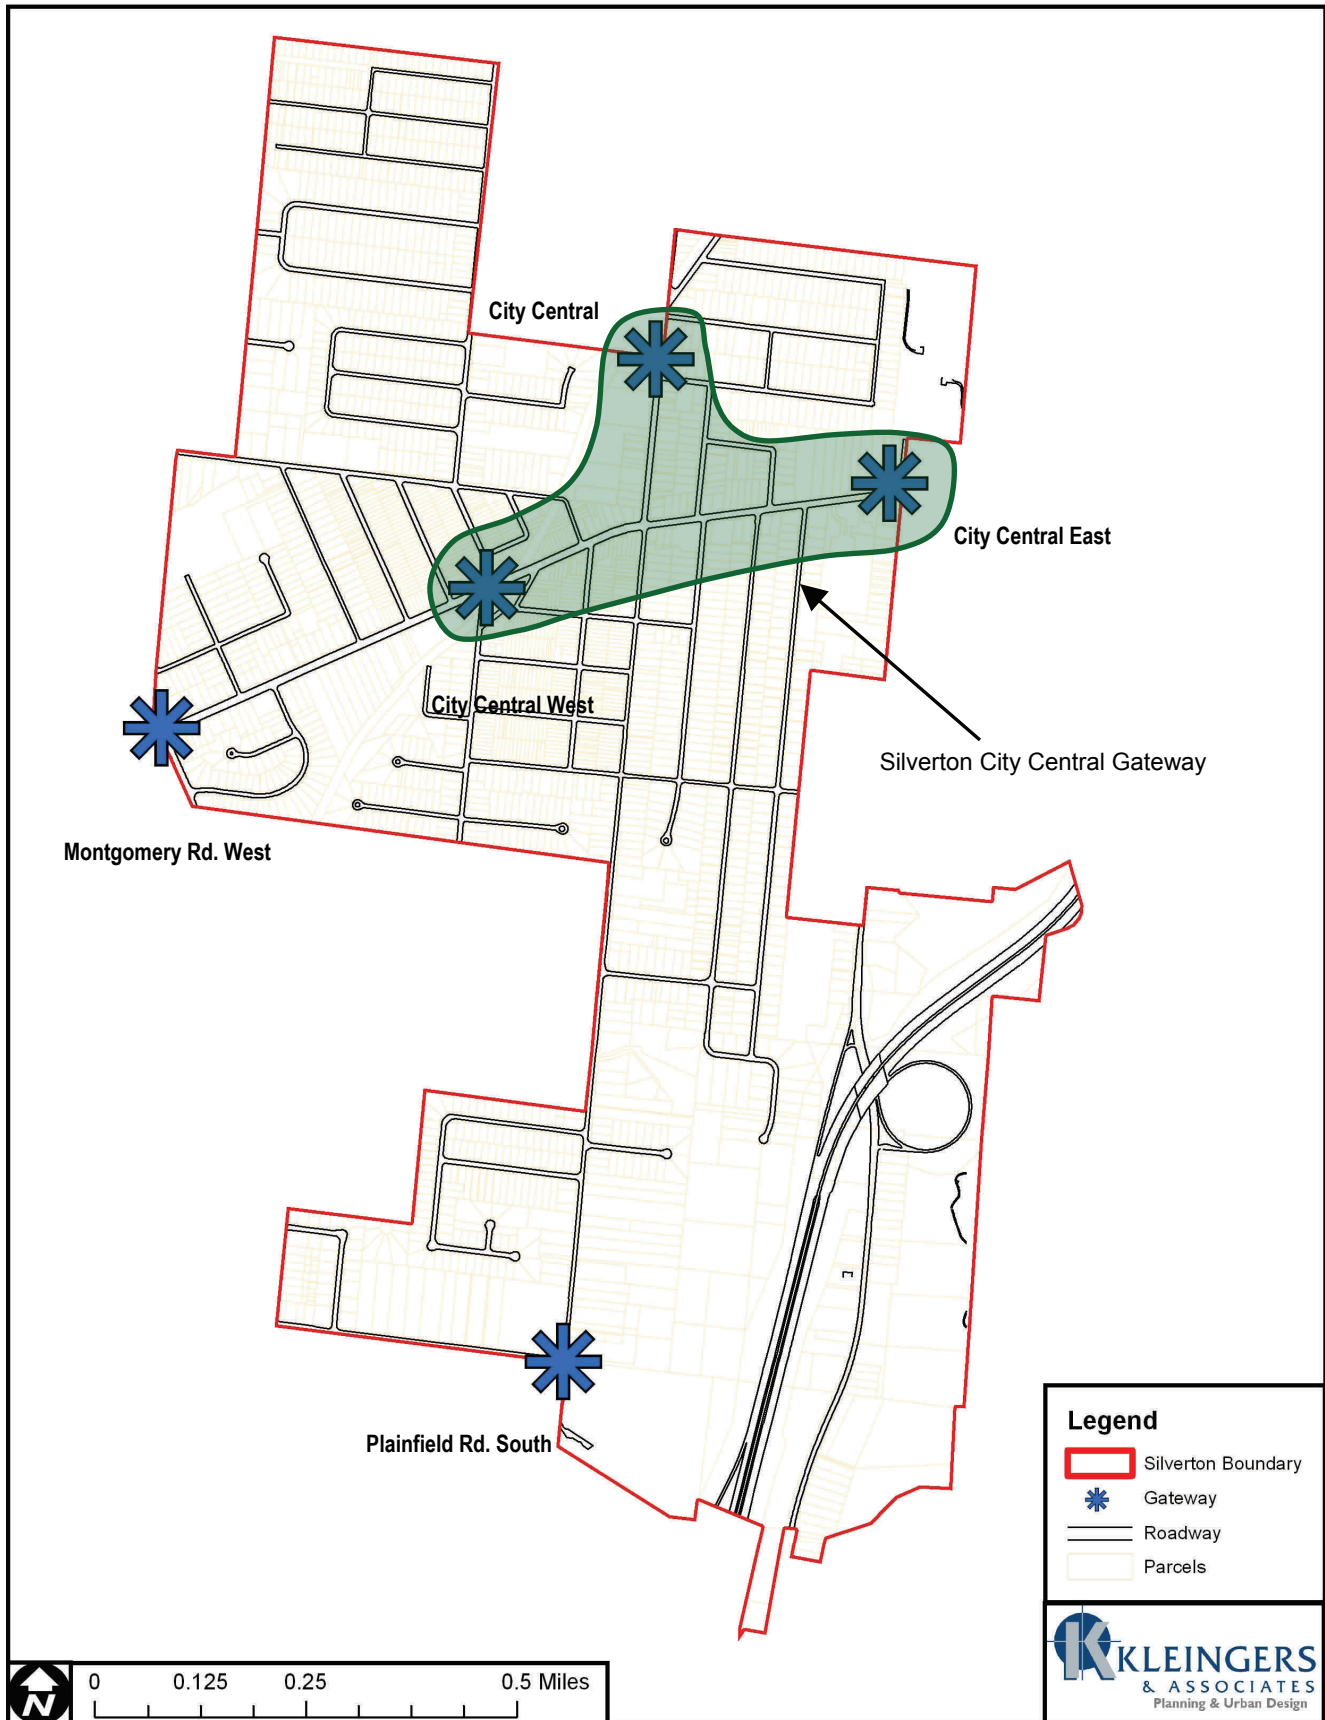 City Central
City Central East
City Central West
Silverton City Central Gateway
Montgomery Rd. West
Plainfield Rd. South
Legend
Silverton Boundary
Gateway
Roadway
Parcels
N
0 0.125 0.25 0.5 Miles
K
KLEINGERS
& ASSOCIATES
Planning & Urban Design